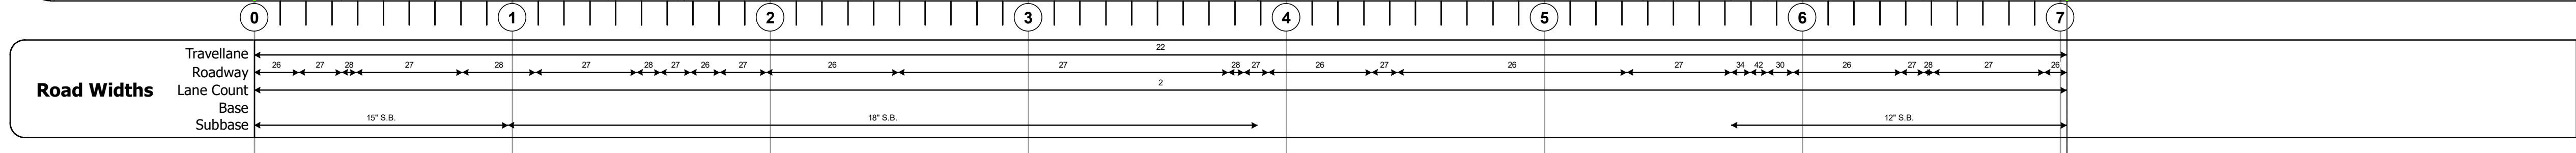 0 1 2 3 4 5 6 7
Travellane 22
Roadway 26 27 28 27 28 27 28 27 26 27 26 27 28 27 26 27 26 27 34 42 30 26 27 28 27 26
Road Widths
Lane Count 2
Base
Subbase 15" S.B. 18" S.B. 12" S.B.